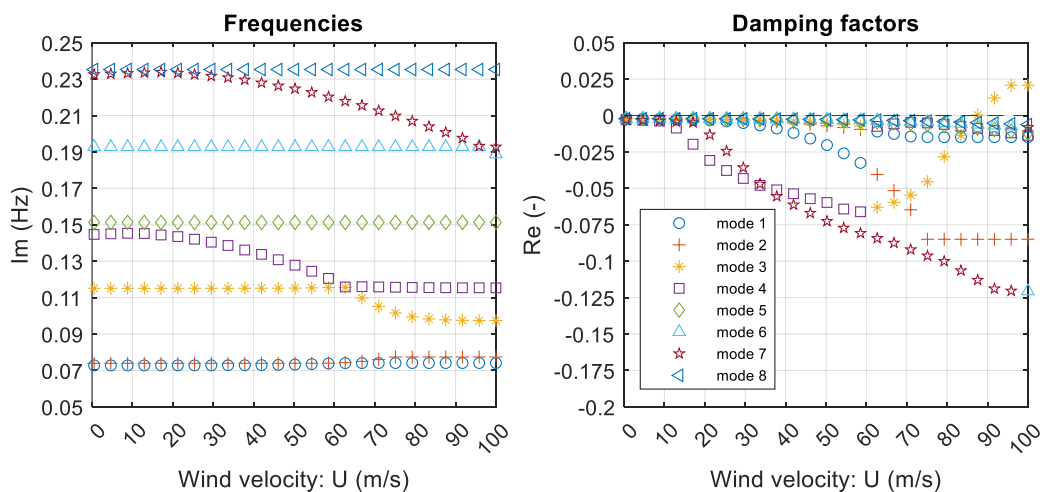 Frequencies
0.25
0.23
0.21
0.19
0.17
0.15
0.13
0.11
0.09
0.07
0.05
Im (Hz)
0 10 20 30 40 50 60 70 80 90 100
Wind velocity: U (m/s)
Damping factors
0.05
0.025
0
-0.025
-0.05
-0.075
-0.1
-0.125
-0.15
-0.175
-0.2
Re (-)
mode 1
mode 2
mode 3
mode 4
mode 5
mode 6
mode 7
mode 8
0 10 20 30 40 50 60 70 80 90 100
Wind velocity: U (m/s)